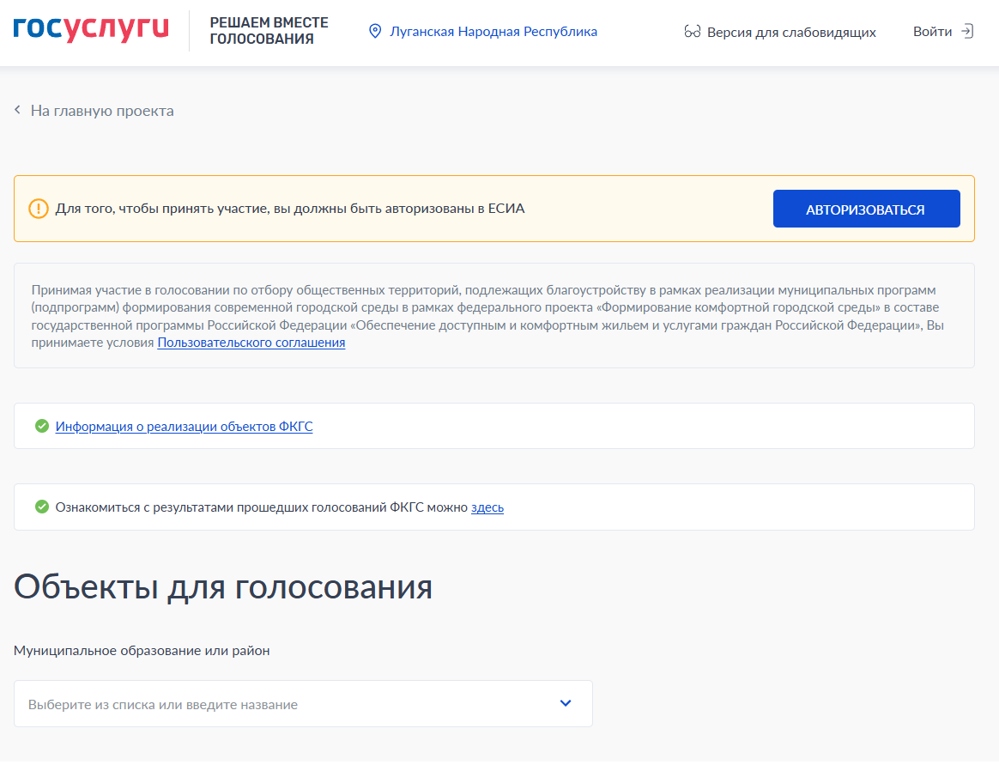 госуслуги
РЕШАЕМ ВМЕСТЕ
ГОЛОСОВАНИЯ
Луганская Народная Республика
Версия для слабовидящих
Войти
На главную проекта
Для того, чтобы принять участие, вы должны быть авторизованы в ЕСИА
АВТОРИЗОВАТЬСЯ
Принимая участие в голосовании по отбору общественных территорий, подлежащих благоустройству в рамках реализации муниципальных программ
(подпрограмм) формирования современной городской среды в рамках федерального проекта «Формирование комфортной городской среды» в составе
государственной программы Российской Федерации «Обеспечение доступным и комфортным жильем и услугами граждан Российской Федерации», Вы
принимаете условия Пользовательского соглашения
Информация о реализации объектов ФКГС
Ознакомиться с результатами прошедших голосований ФКГС можно здесь
Объекты для голосования
Муниципальное образование или район
Выберите из списка или введите название